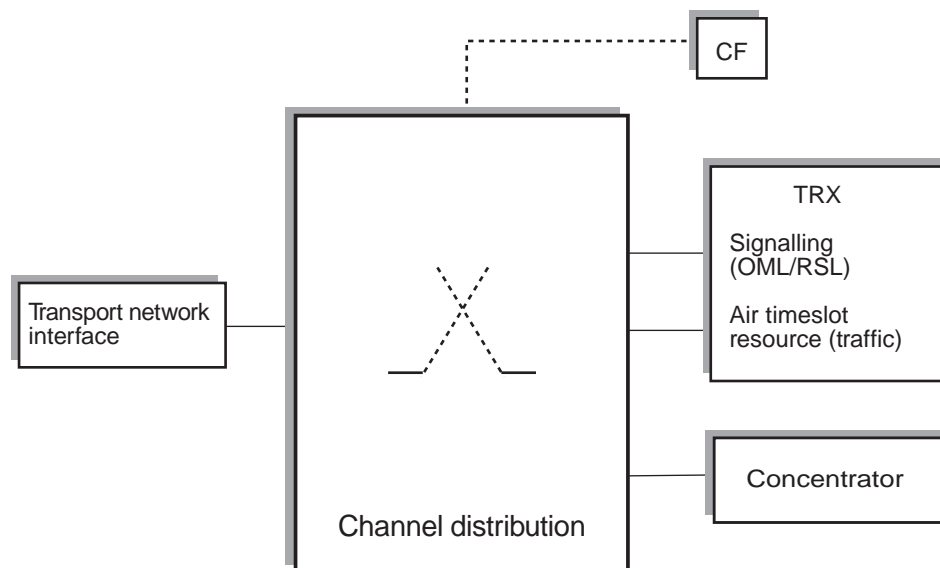 CF
TRX
Signalling
(OML/RSL)
Air timeslot
resource (traffic)
Transport network
interface
Concentrator
Channel distribution